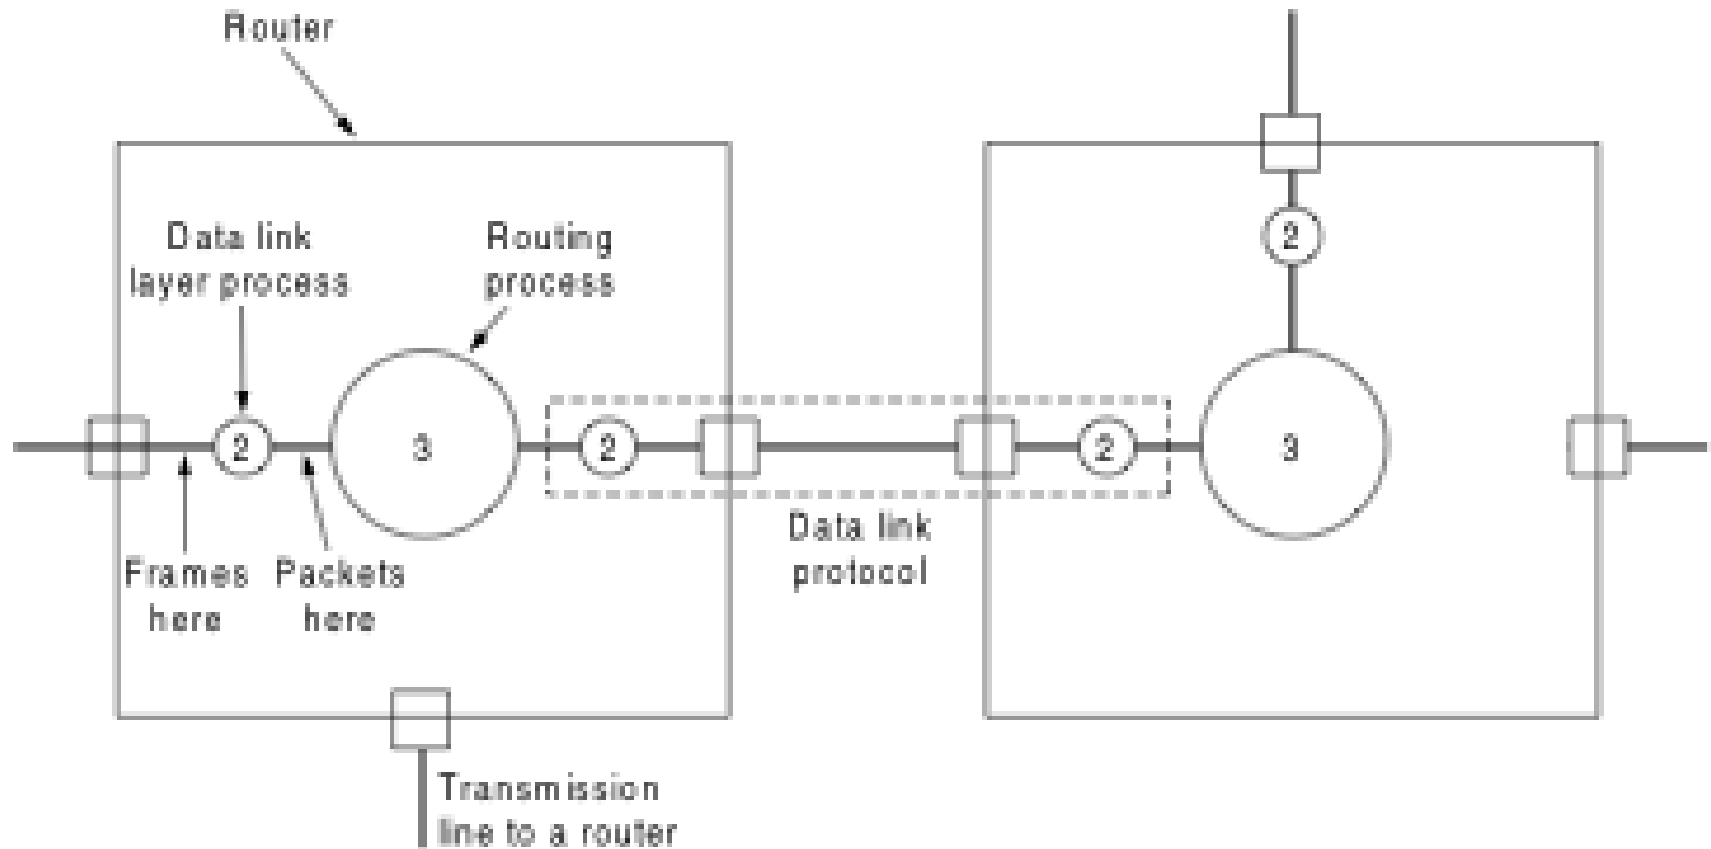 Router
Data link
layer process
Routing
process
2
2
3
2
2
3
Frames
here
Packets
here
Data link
protocol
Transmission
line to a router